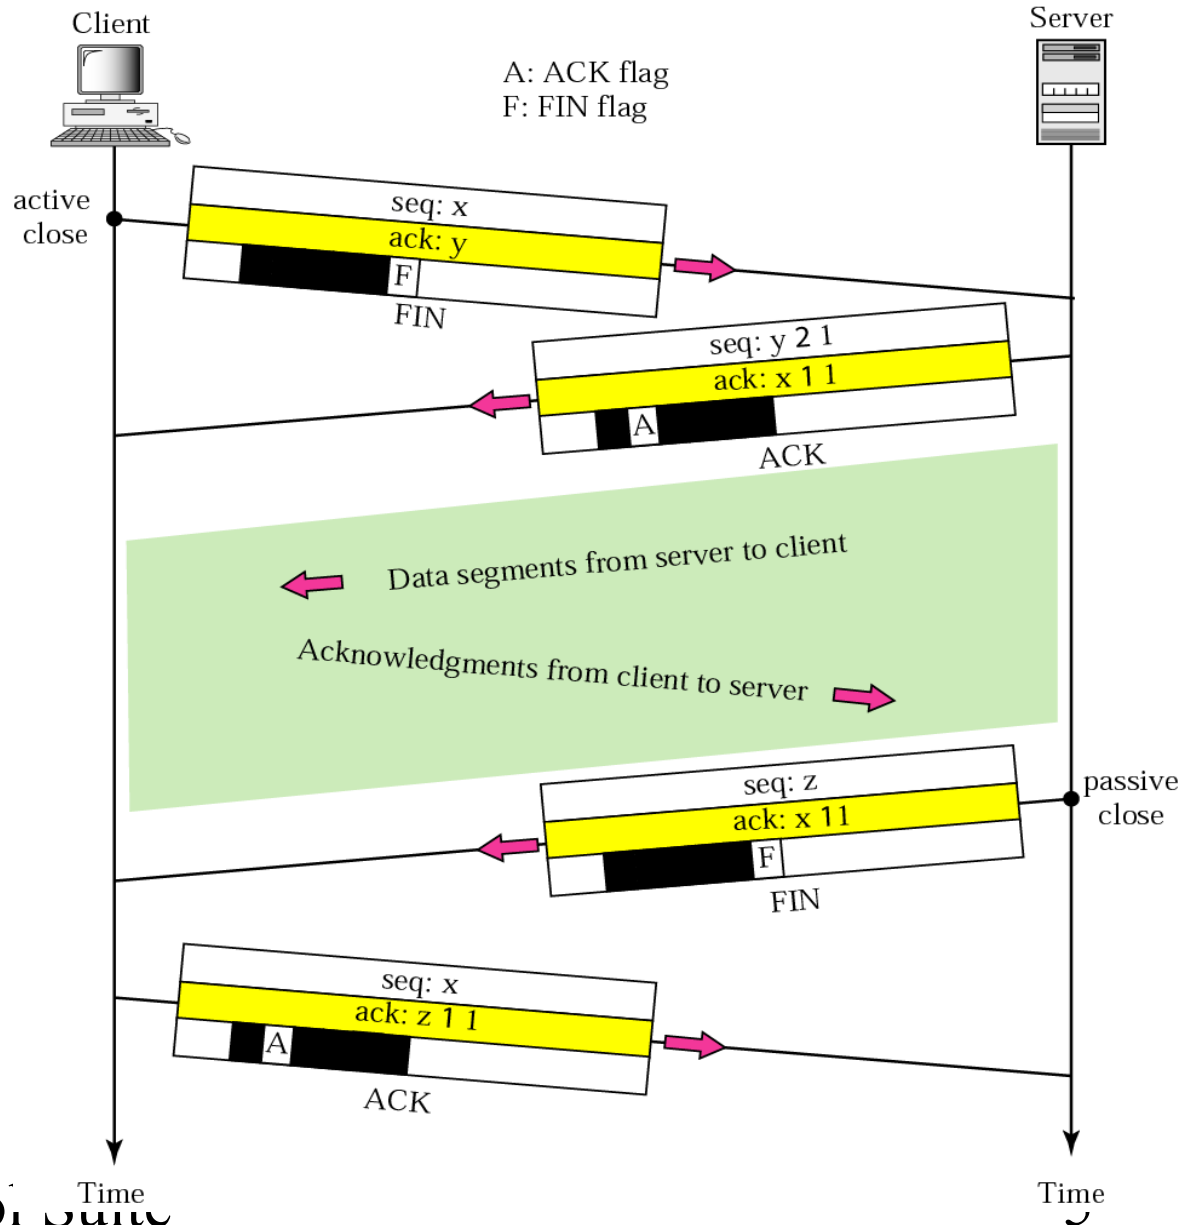 Client
Server
A: ACK flag
F: FIN flag
active
close
seq: x
ack: y
F
FIN
seq: y 2 1
ack: x 1 1
A
ACK
Data segments from server to client
Acknowledgments from client to server
passive
close
seq: z
ack: x 11
F
FIN
seq: x
ack: z 1 1
A
ACK
Time
Time